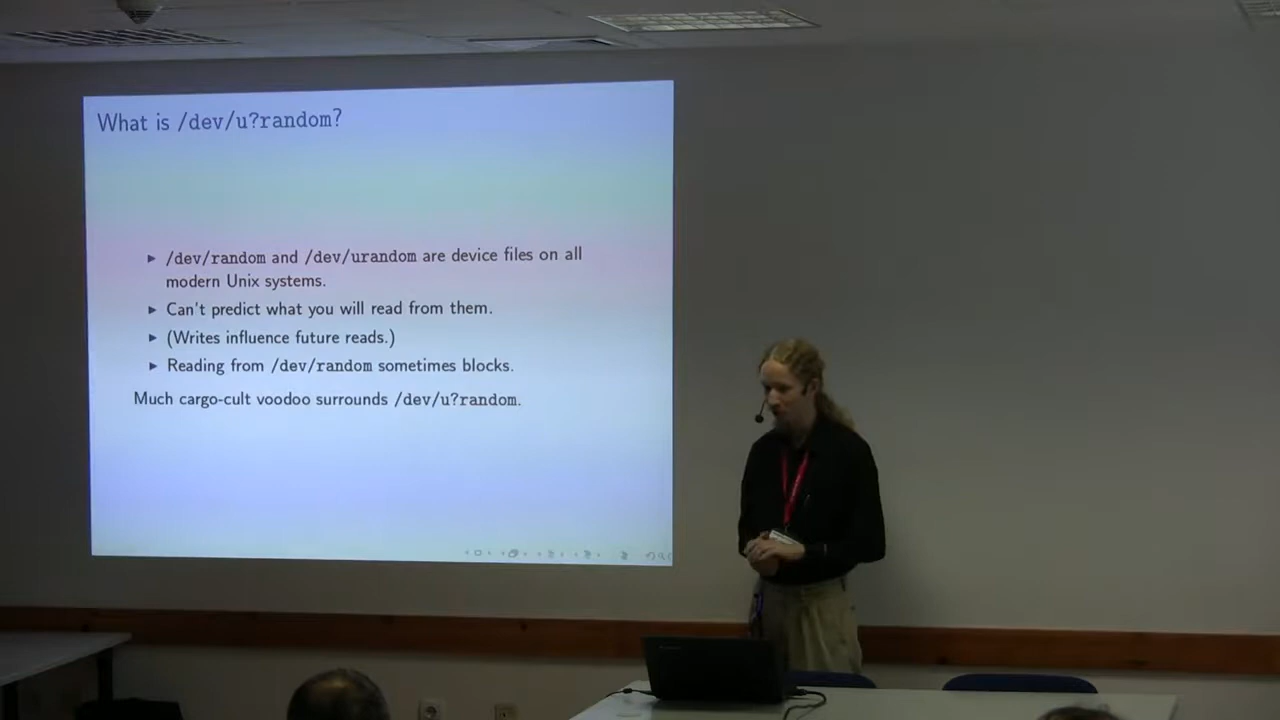 What is /dev/u?random?
/dev/random and /dev/urandom are device files on all
modern Unix systems.
Can't predict what you will read from them.
(Writes influence future reads.)
Reading from /dev/random sometimes blocks.
Much cargo-cult voodoo surrounds /dev/u?random.